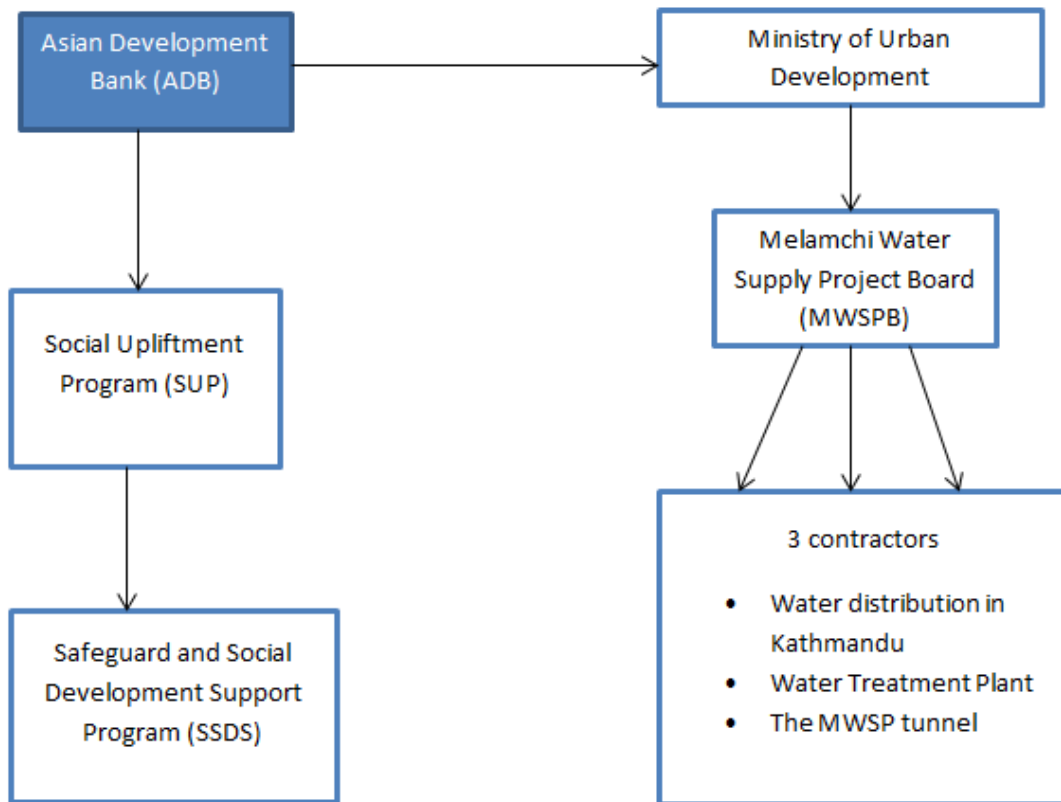 Asian Development
Bank (ADB)
Ministry of Urban
Development
Melamchi Water
Supply Project Board
(MWSPB)
Social Upliftment
Program (SUP)
3 contractors
• Water distribution in
Kathmandu
• Water Treatment Plant
• The MWSP tunnel
Safeguard and Social
Development Support
Program (SSDS)